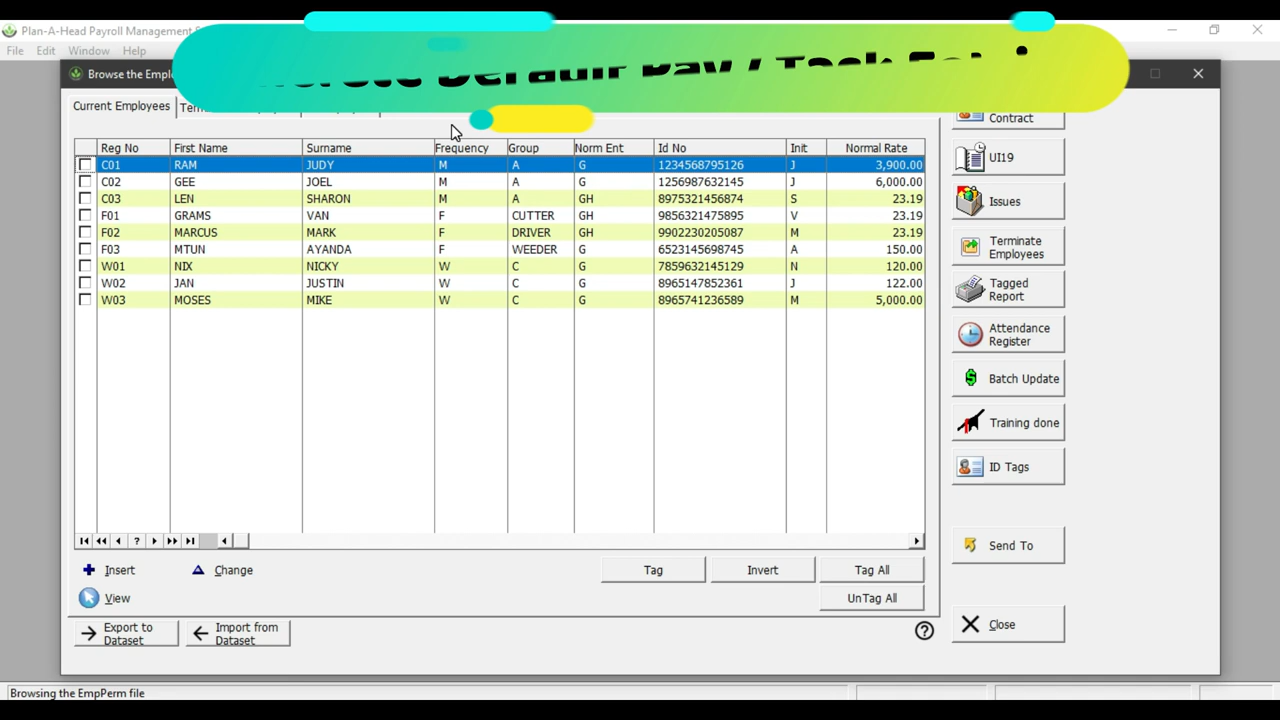 Plan-A-Head Payroll Management
File Edit Window Help
Browse the Empl
Current Employees
Reg No First Name Surname Frequency Group Norm Ent Id No Init Normal Rate
C01 RAM JUDY M A G 1234568795126 J 3,900.00
C02 GEE JOEL M A G 1256987632145 J 6,000.00
C03 LEN SHARON M A GH 8975321456874 S 23.19
F01 GRAMS VAN F CUTTER GH 9856321475895 V 23.19
F02 MARCUS MARK F DRIVER GH 9902230205087 M 23.19
F03 MTUN AYANDA F WEEDER G 6523145698745 A 150.00
W01 NIX NICKY W C G 7859632145129 N 120.00
W02 JAN JUSTIN W C G 8965147852361 J 122.00
W03 MOSES MIKE W C G 8965741236589 M 5,000.00
Insert Change Tag Invert Tag All
View UnTag All
Export to Dataset
Import from Dataset
Contract
UI19
Issues
Terminate Employees
Tagged Report
Attendance Register
Batch Update
Training done
ID Tags
Send To
Close
Browsing the EmpPerm file